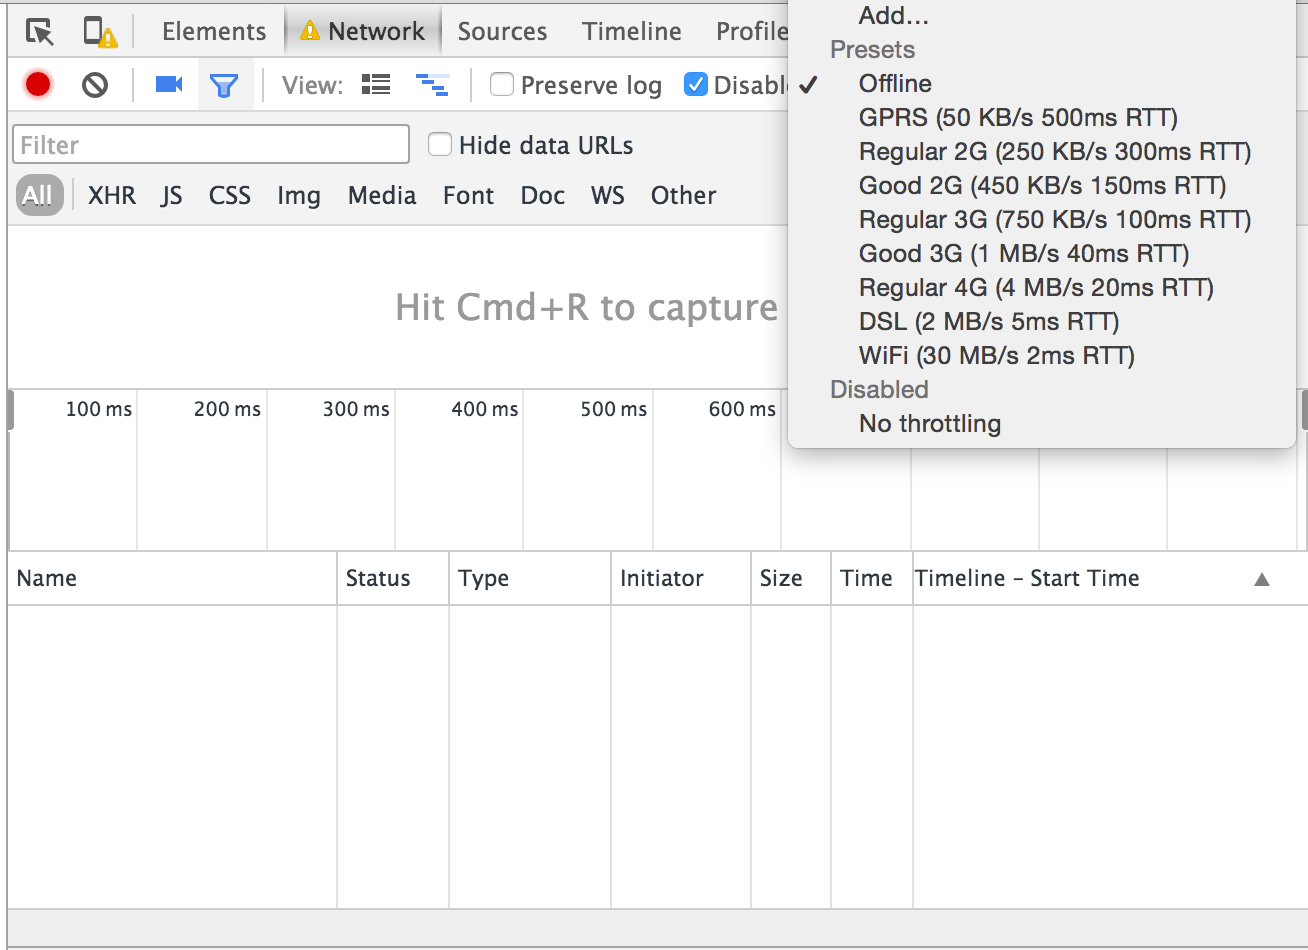 Elements Network Sources Timeline Profile
View: Preserve log Disabl
Filter Hide data URLs
All XHR JS CSS Img Media Font Doc WS Other
Hit Cmd+R to capture
100 ms 200 ms 300 ms 400 ms 500 ms 600 ms
Name Status Type Initiator Size Time Timeline – Start Time
Add...
Presets
Offline
GPRS (50 KB/s 500ms RTT)
Regular 2G (250 KB/s 300ms RTT)
Good 2G (450 KB/s 150ms RTT)
Regular 3G (750 KB/s 100ms RTT)
Good 3G (1 MB/s 40ms RTT)
Regular 4G (4 MB/s 20ms RTT)
DSL (2 MB/s 5ms RTT)
WiFi (30 MB/s 2ms RTT)
Disabled
No throttling